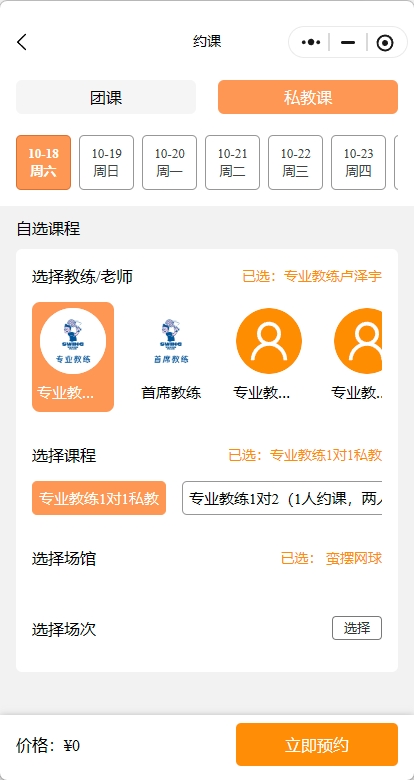 约课
团课
私教课
10-18
周六
10-19
周日
10-20
周一
10-21
周二
10-22
周三
10-23
周四
自选课程
选择教练/老师
已选：专业教练卢泽宇
专业教练
首席教练
专业教...
首席教练
专业教...
专业教..
选择课程
已选：专业教练1对1私教
专业教练1对1私教
专业教练1对2（1人约课，两人
选择场馆
已选： 蛮摆网球
选择场次
选择
价格：¥0
立即预约